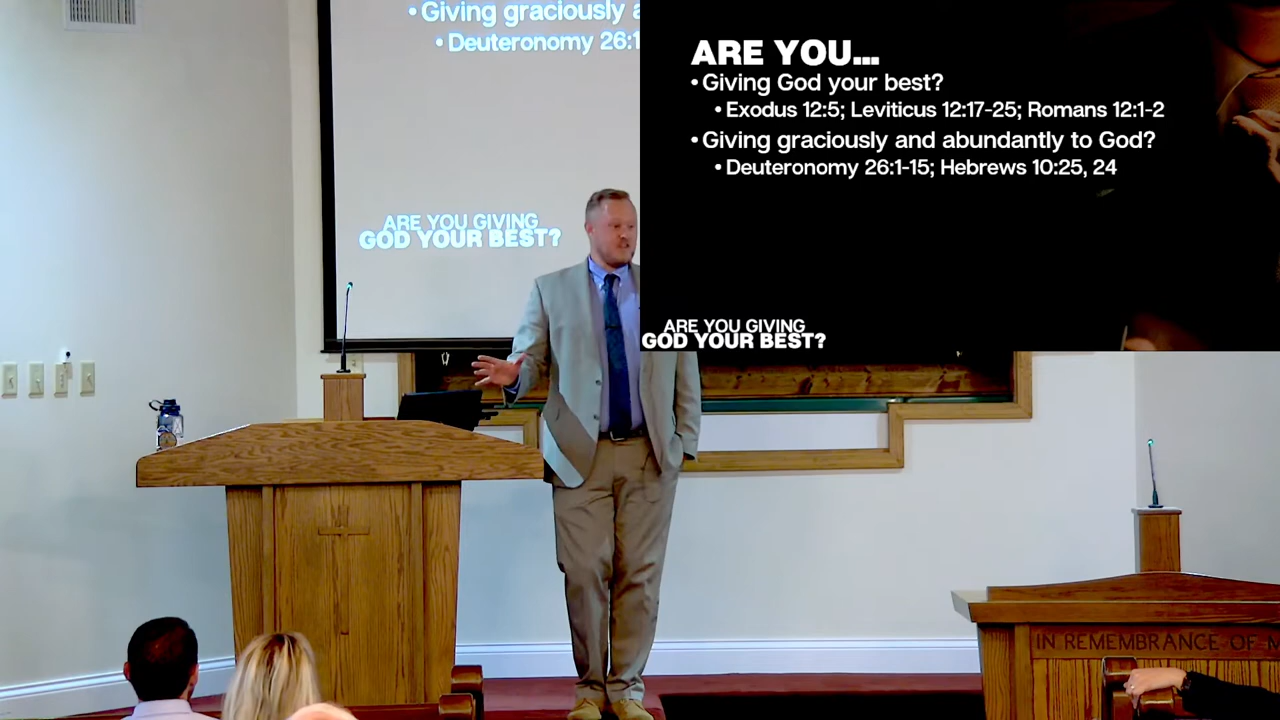 • Giving graciously a
• Deuteronomy 26:1
ARE YOU GIVING
GOD YOUR BEST?
ARE YOU...
• Giving God your best?
• Exodus 12:5; Leviticus 12:17-25; Romans 12:1-2
• Giving graciously and abundantly to God?
• Deuteronomy 26:1-15; Hebrews 10:25, 24
ARE YOU GIVING
GOD YOUR BEST?
IN REMEMBRANCE OF M